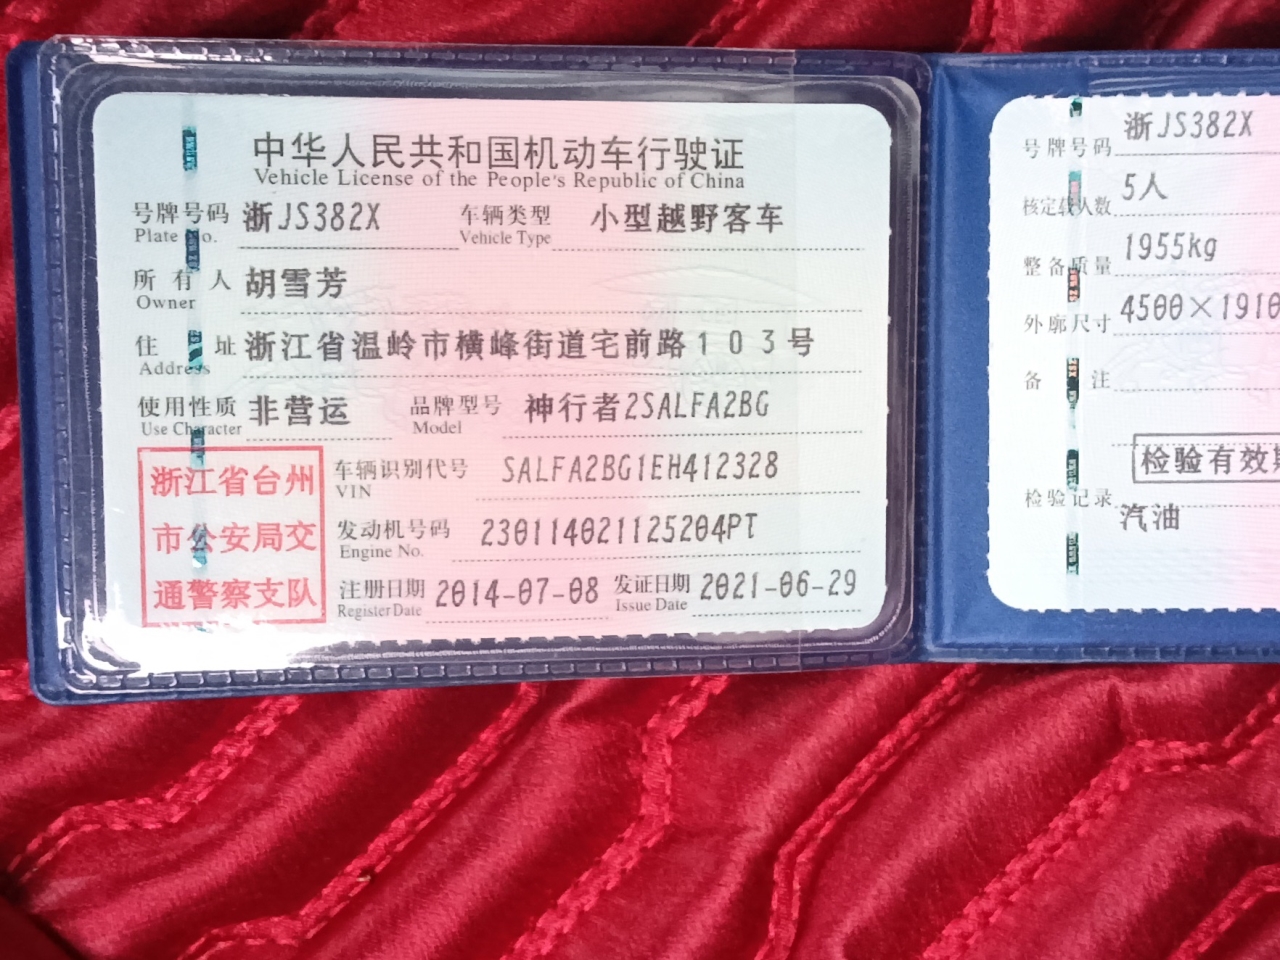 中华人民共和国机动车行驶证
Vehicle License of the People's Republic of China
号牌号码 浙JS382X 车辆类型 小型越野客车
Plate No. Vehicle Type
所有人 胡雪芳
Owner
住址 浙江省温岭市横峰街道宅前路103号
Address
使用性质 非营运 品牌型号 神行者2SALFA2BG
Use Character Model
浙江省台州
市公安局交
通警察支队
车辆识别代号 SALFA2BG1EH412328
VIN
发动机号码 230114021125204PT
Engine No.
注册日期 2014-07-08 发证日期 2021-06-29
Register Date Issue Date
号牌号码 浙JS382X
核定载人数 5人
整备质量 1955kg
外廓尺寸 4500×1910
备注
检验有效期
检验记录
汽油